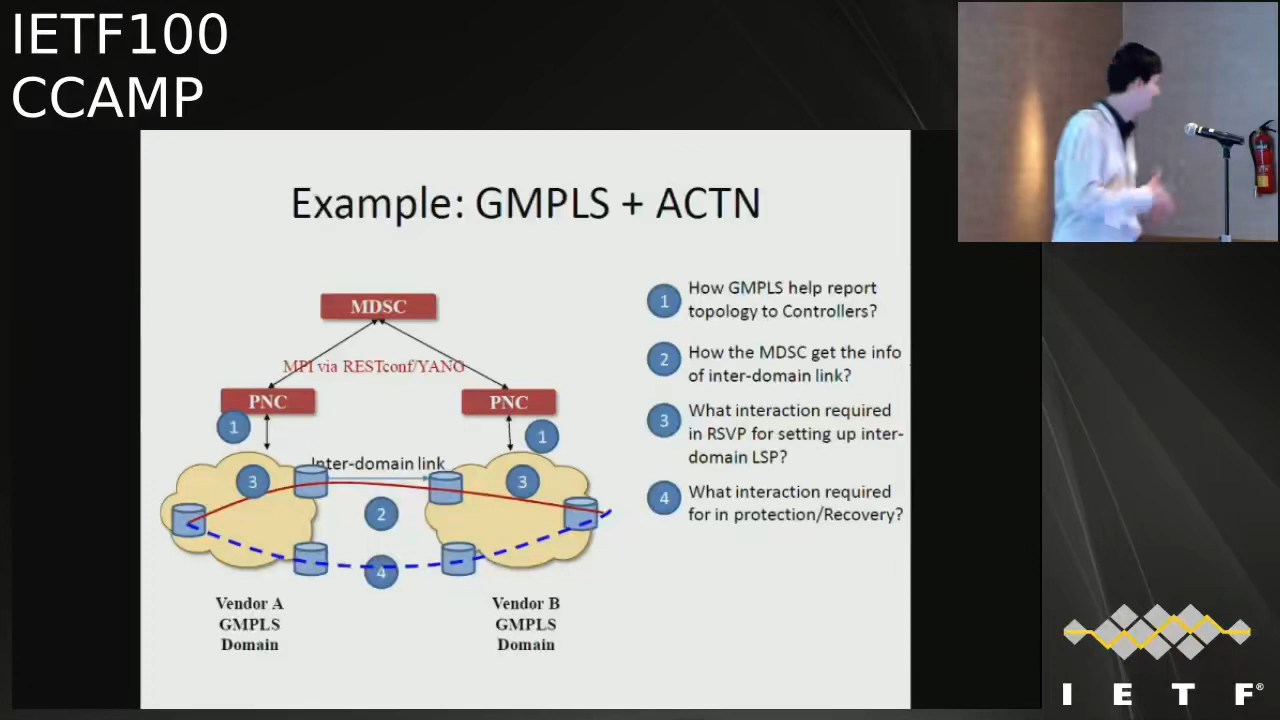 IETF100
CCAMP
Example: GMPLS + ACTN
MDSC
MPI via RESTconf/YANG
PNC
PNC
1
1
Inter-domain link
3
3
2
4
Vendor A
GMPLS
Domain
Vendor B
GMPLS
Domain
1 How GMPLS help report
topology to Controllers?
2 How the MDSC get the info
of inter-domain link?
3 What interaction required
in RSVP for setting up inter-
domain LSP?
4 What interaction required
for in protection/Recovery?
I E T F®